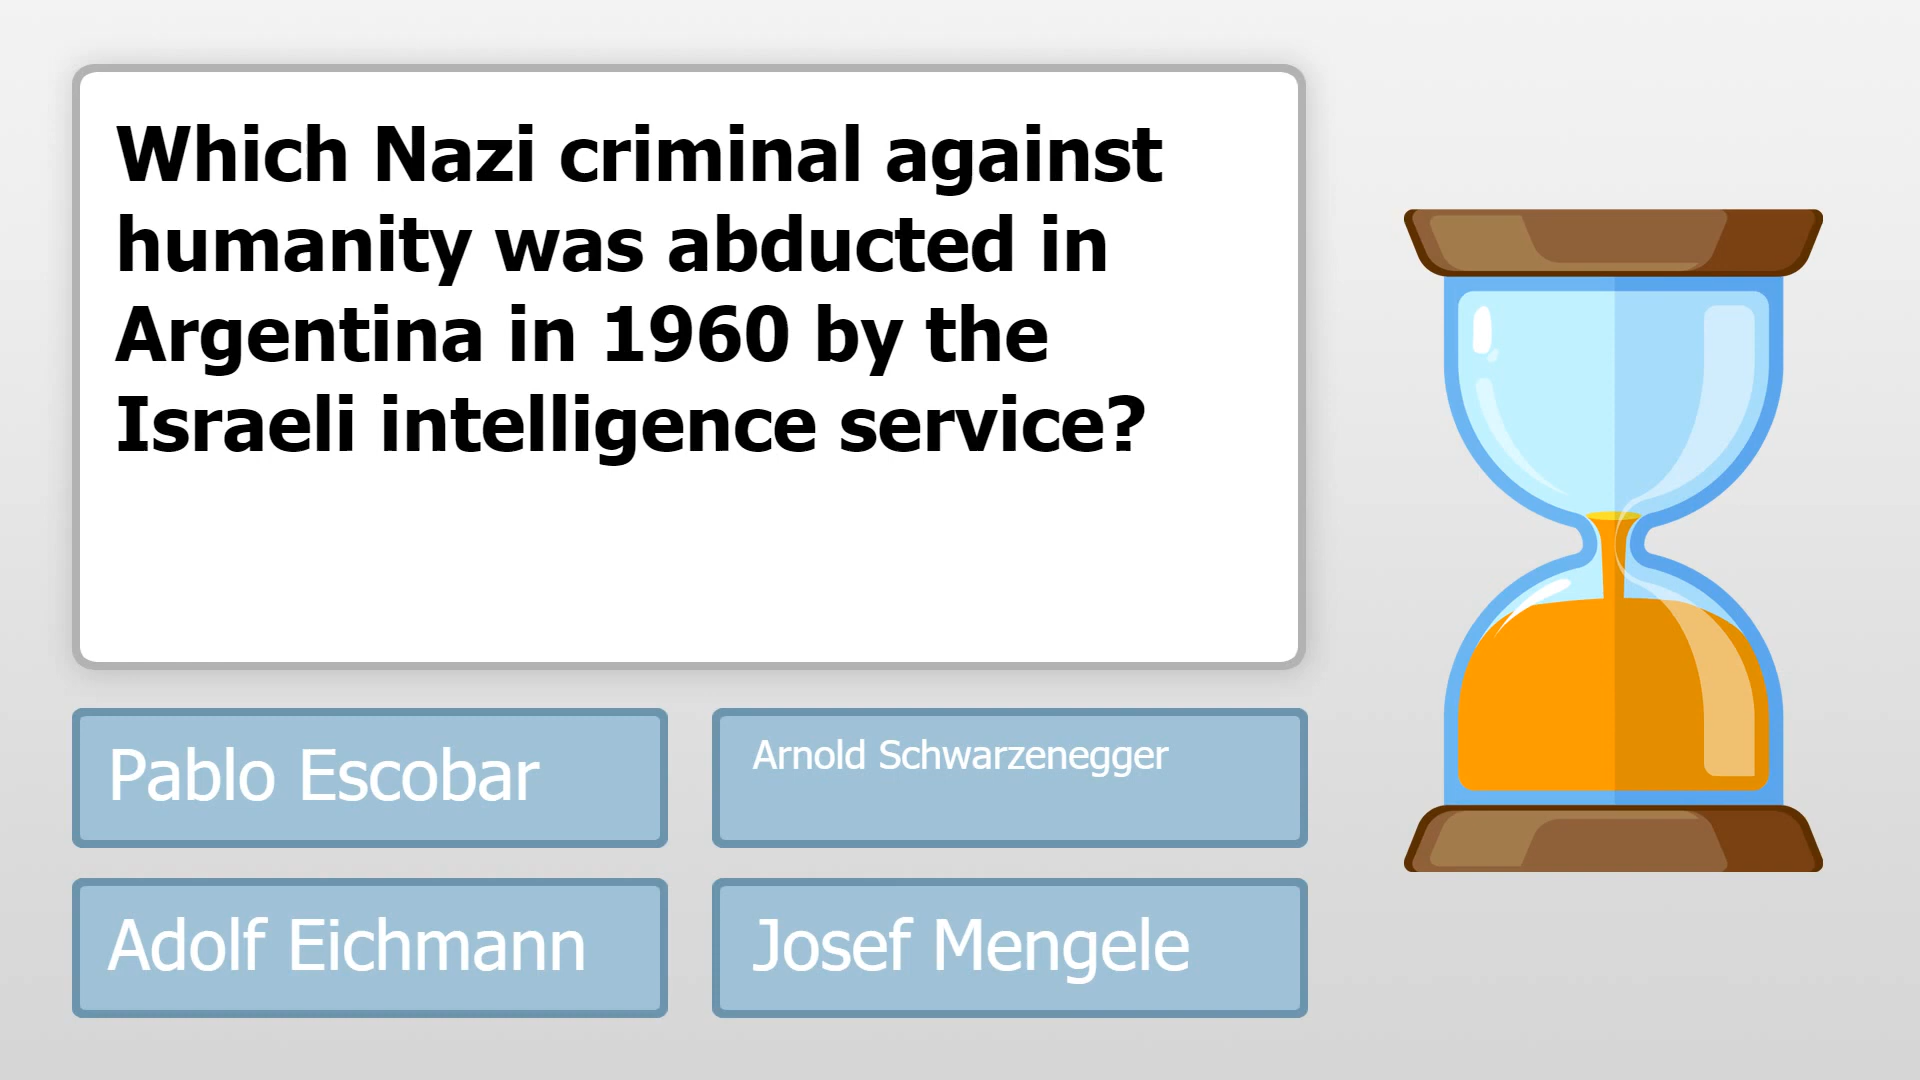 Which Nazi criminal against
humanity was abducted in
Argentina in 1960 by the
Israeli intelligence service?
Pablo Escobar
Arnold Schwarzenegger
Adolf Eichmann
Josef Mengele